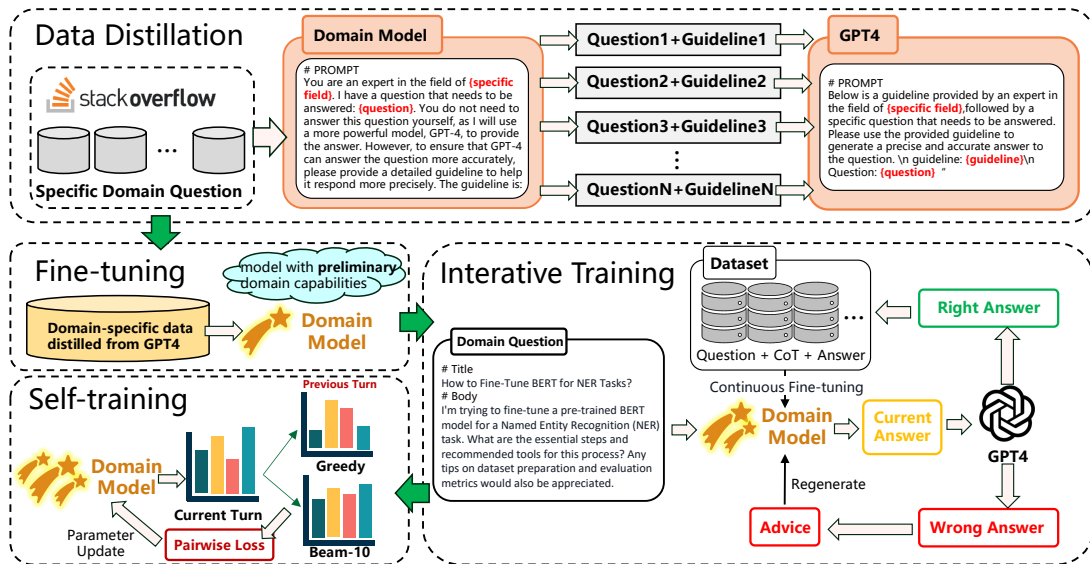 Data Distillation
stackoverflow
...
Specific Domain Question
Domain Model
# PROMPT
You are an expert in the field of {specific
field}. I have a question that needs to be
answered: {question}. You do not need to
answer this question yourself, as I will use
a more powerful model, GPT-4, to provide
the answer. However, to ensure that GPT-4
can answer the question more accurately,
please provide a detailed guideline to help
it respond more precisely. The guideline is:
Question1+Guideline1
Question2+Guideline2
Question3+Guideline3
QuestionN+GuidelineN
GPT4
# PROMPT
Below is a guideline provided by an expert in
the field of {specific field},followed by a
specific question that needs to be answered.
Please use the provided guideline to
generate a precise and accurate answer to
the question. \n guideline: {guideline}\n
Question: {question} "
Fine-tuning
model with preliminary
domain capabilities
Domain-specific data
distilled from GPT4
Domain
Model
Interative Training
Domain Question
# Title
How to Fine-Tune BERT for NER Tasks?
# Body
I'm trying to fine-tune a pre-trained BERT
model for a Named Entity Recognition (NER)
task. What are the essential steps and
recommended tools for this process? Any
tips on dataset preparation and evaluation
metrics would also be appreciated.
Dataset
...
Question + CoT + Answer
Continuous Fine-tuning
Domain
Model
Current
Answer
GPT4
Right Answer
Wrong Answer
Advice
Regenerate
Self-training
Domain
Model
Current Turn
Previous Turn
Greedy
Beam-10
Pairwise Loss
Parameter
Update